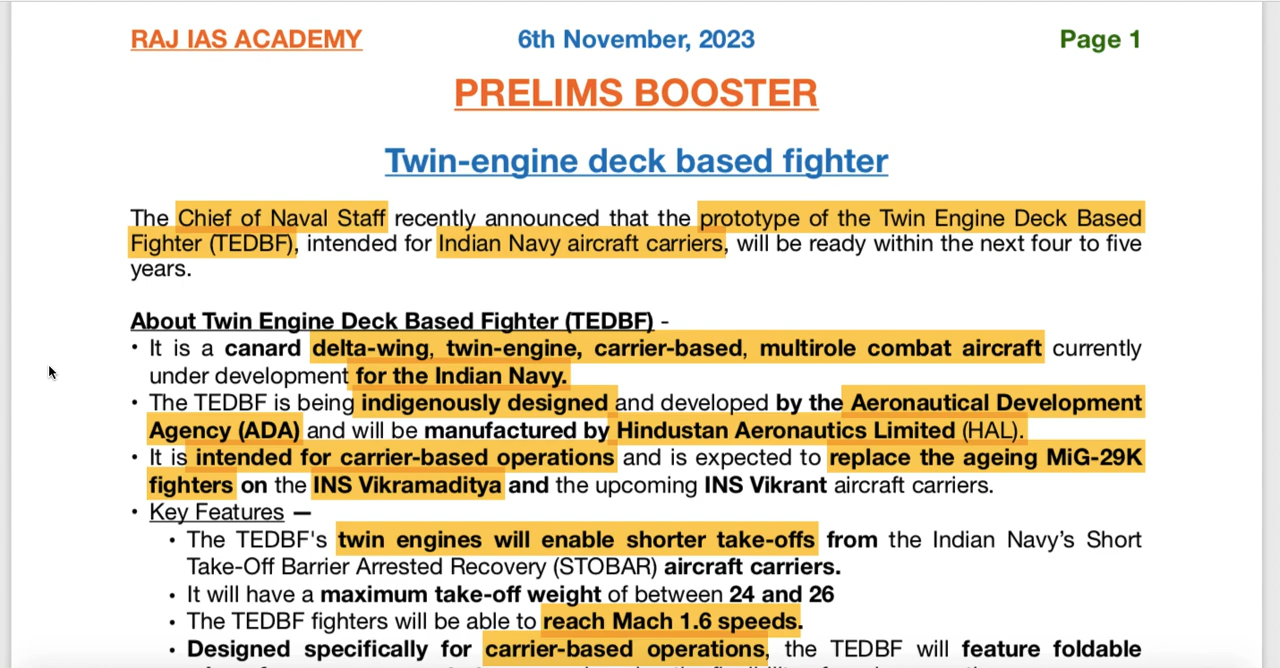 RAJ IAS ACADEMY 6th November, 2023 Page 1
PRELIMS BOOSTER
Twin-engine deck based fighter
The Chief of Naval Staff recently announced that the prototype of the Twin Engine Deck Based
Fighter (TEDBF), intended for Indian Navy aircraft carriers, will be ready within the next four to five
years.
About Twin Engine Deck Based Fighter (TEDBF) -
• It is a canard delta-wing, twin-engine, carrier-based, multirole combat aircraft currently
under development for the Indian Navy.
• The TEDBF is being indigenously designed and developed by the Aeronautical Development
Agency (ADA) and will be manufactured by Hindustan Aeronautics Limited (HAL).
• It is intended for carrier-based operations and is expected to replace the ageing MiG-29K
fighters on the INS Vikramaditya and the upcoming INS Vikrant aircraft carriers.
• Key Features —
• The TEDBF's twin engines will enable shorter take-offs from the Indian Navy’s Short
Take-Off Barrier Arrested Recovery (STOBAR) aircraft carriers.
• It will have a maximum take-off weight of between 24 and 26
• The TEDBF fighters will be able to reach Mach 1.6 speeds.
• Designed specifically for carrier-based operations, the TEDBF will feature foldable